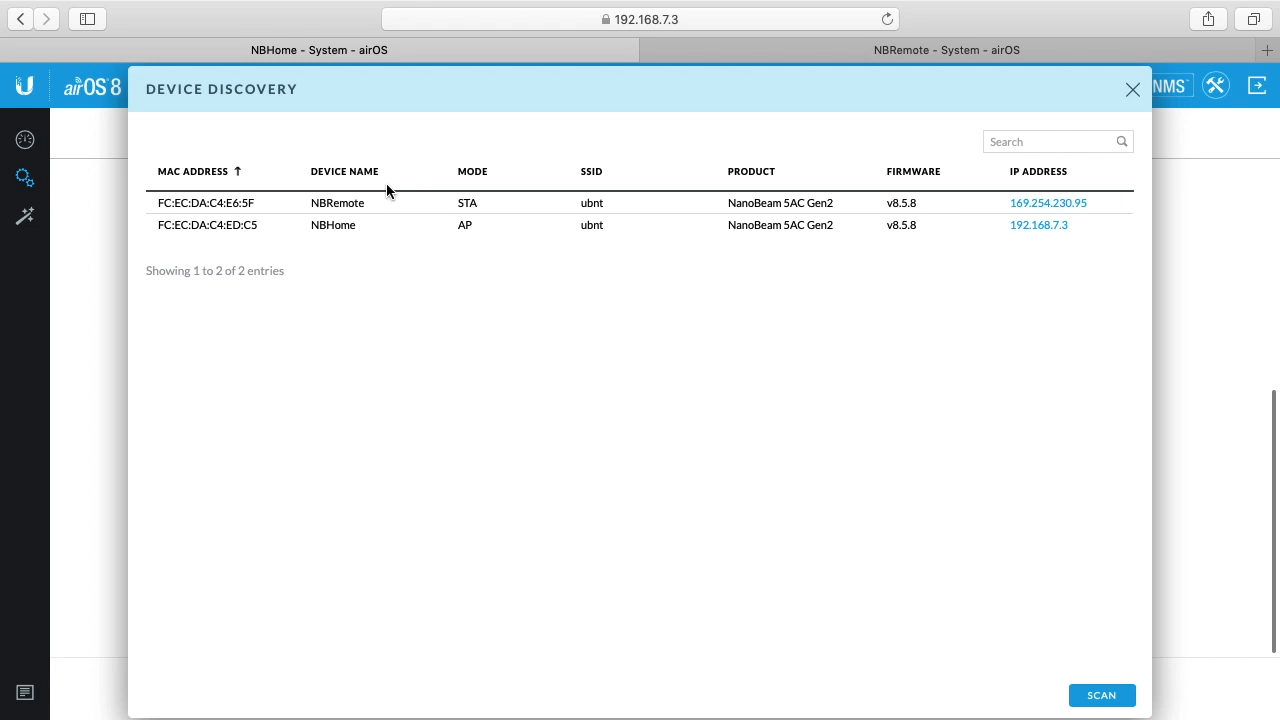 192.168.7.3
NBHome - System - airOS
NBRemote - System - airOS
U airOS 8
DEVICE DISCOVERY
NMS
Search
MAC ADDRESS ↑ DEVICE NAME MODE SSID PRODUCT FIRMWARE IP ADDRESS
FC:EC:DA:C4:E6:5F NBRemote STA ubnt NanoBeam 5AC Gen2 v8.5.8 169.254.230.95
FC:EC:DA:C4:ED:C5 NBHome AP ubnt NanoBeam 5AC Gen2 v8.5.8 192.168.7.3
Showing 1 to 2 of 2 entries
SCAN